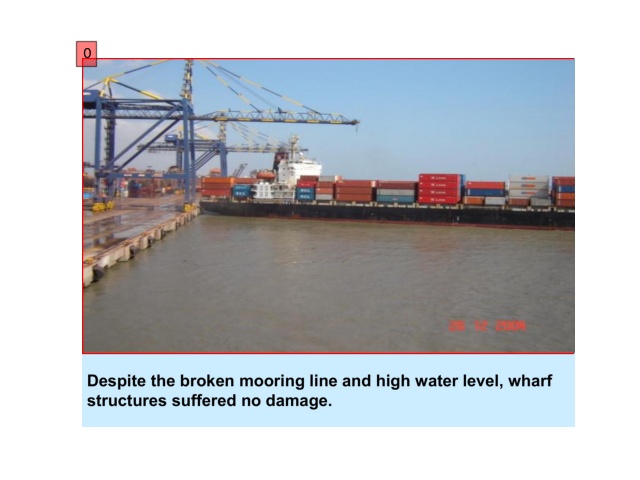 0
Despite the broken mooring line and high water level, wharf
structures suffered no damage.